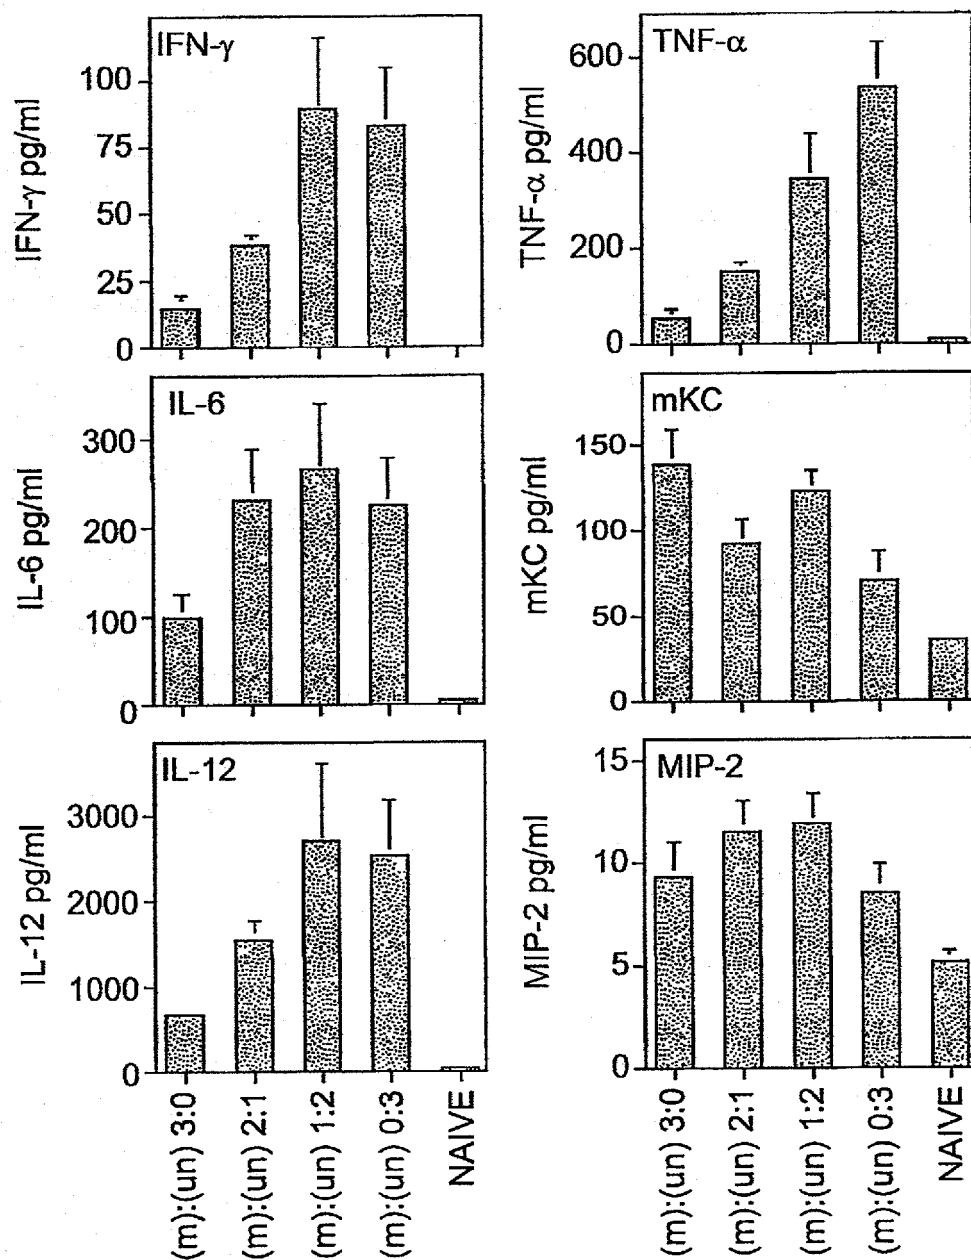 IFN-γ
IFN-γ pg/ml
100
75
50
25
0
TNF-α
TNF-α pg/ml
600
400
200
0
IL-6
IL-6 pg/ml
300
200
100
0
mKC
mKC pg/ml
150
100
50
0
IL-12
IL-12 pg/ml
3000
2000
1000
0
MIP-2
MIP-2 pg/ml
15
10
5
0
(m):(un) 3:0
(m):(un) 2:1
(m):(un) 1:2
(m):(un) 0:3
NAIVE
(m):(un) 3:0
(m):(un) 2:1
(m):(un) 1:2
(m):(un) 0:3
NAIVE